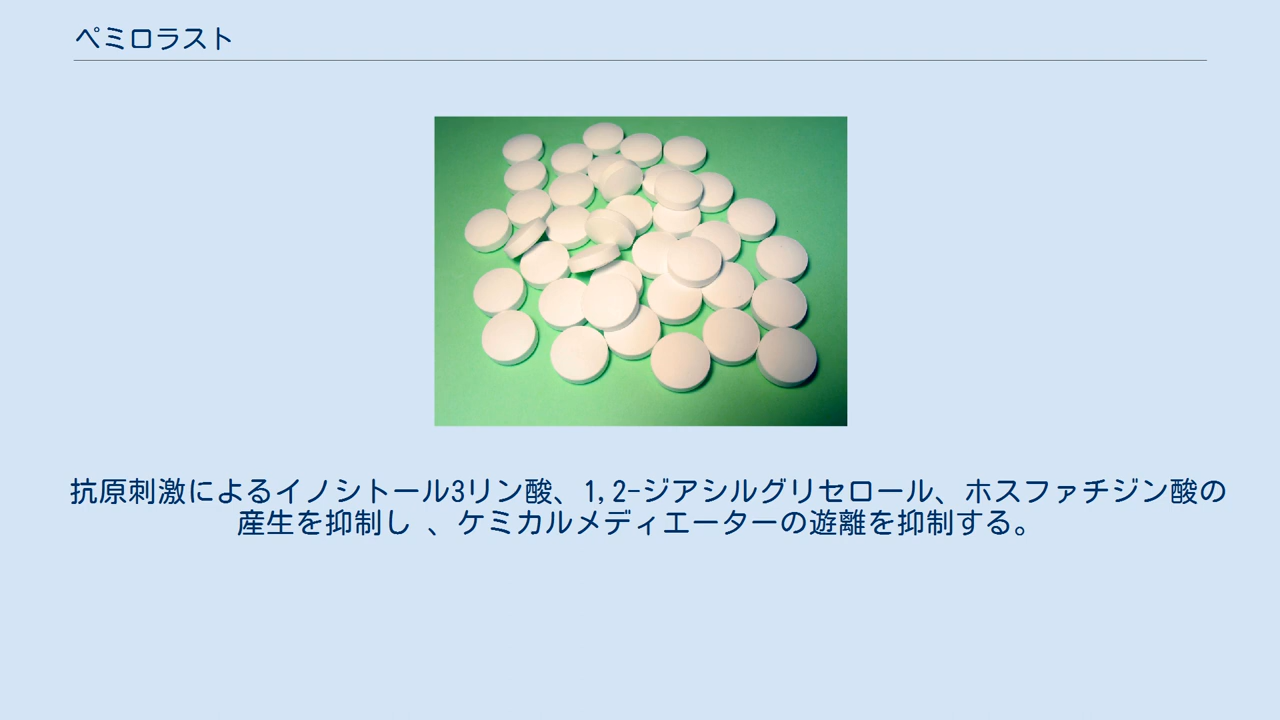 ペミロラスト
抗原刺激によるイノシトール3リン酸、1,2-ジアシルグリセロール、ホスファチジン酸の
産生を抑制し 、ケミカルメディエーターの遊離を抑制する。